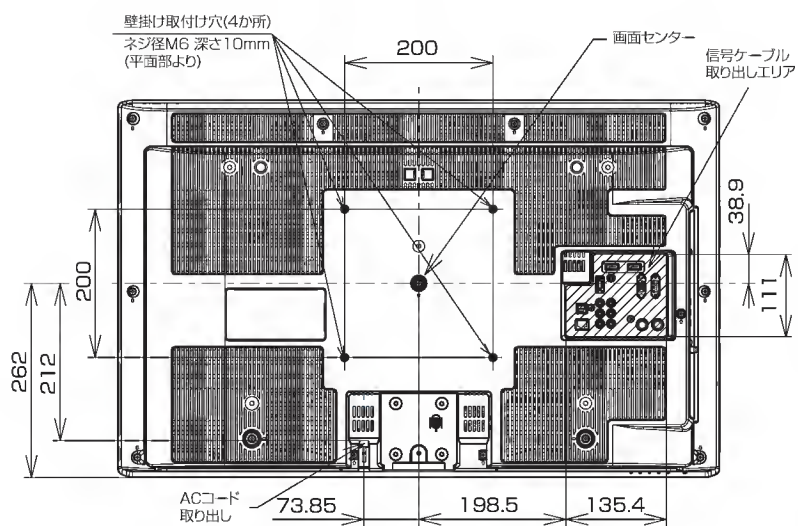 壁掛け取付け穴(4か所)
ネジ径M6 深さ10mm
(平面部より)
200
画面センター
信号ケーブル
取り出しエリア
38.9
111
200
212
262
ACコード
取り出し
73.85
198.5
135.4